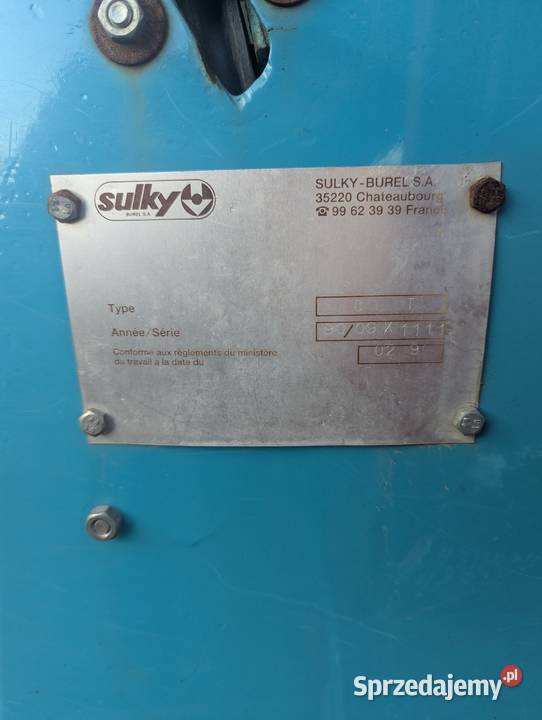 sulky
BUREL S.A.
SULKY-BUREL S.A.
35220 Chateaubourg
☎ 99 62 39 39 France
Type
Année/Série
Conforme aux règlements du ministère
du travail à la date du
Sprzedajemy.pl